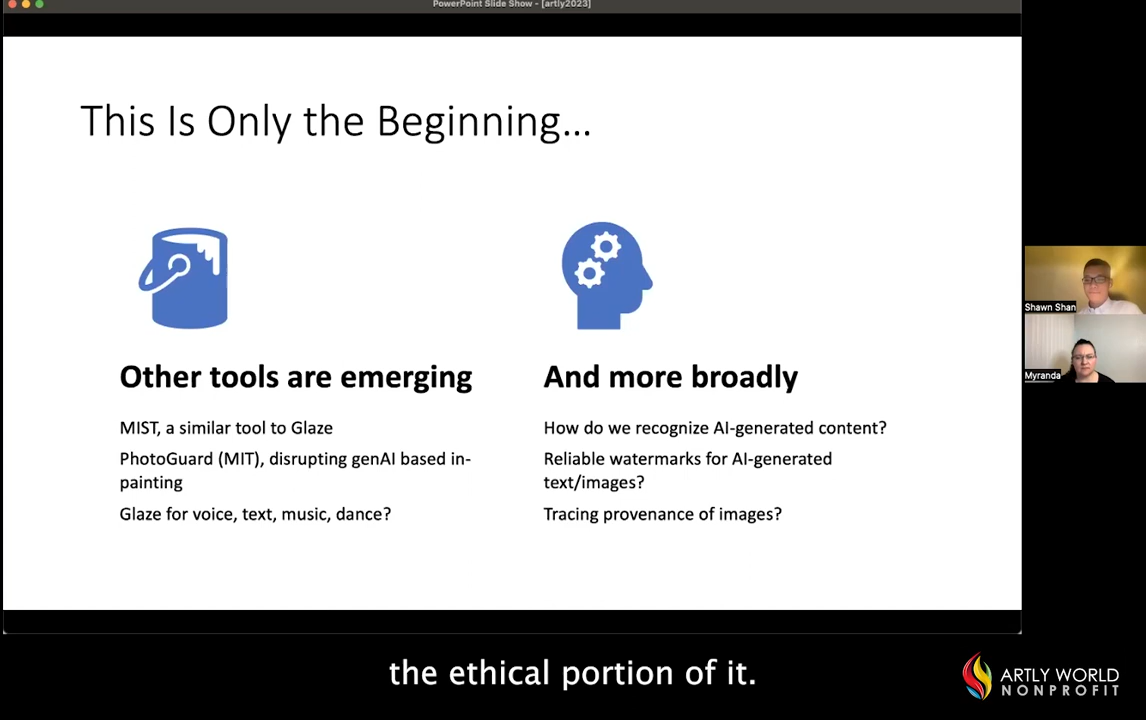 PowerPoint Slide Show - [artly2023]
This Is Only the Beginning...
Other tools are emerging
MIST, a similar tool to Glaze
PhotoGuard (MIT), disrupting genAI based in-
painting
Glaze for voice, text, music, dance?
And more broadly
How do we recognize AI-generated content?
Reliable watermarks for AI-generated
text/images?
Tracing provenance of images?
Shawn Shan
Myranda
the ethical portion of it.
ARTLY WORLD
NONPROFIT